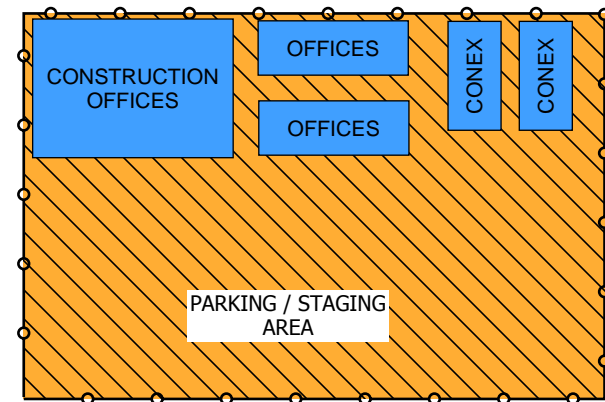 CONSTRUCTION
OFFICES
OFFICES
OFFICES
CONEX
CONEX
PARKING / STAGING
AREA